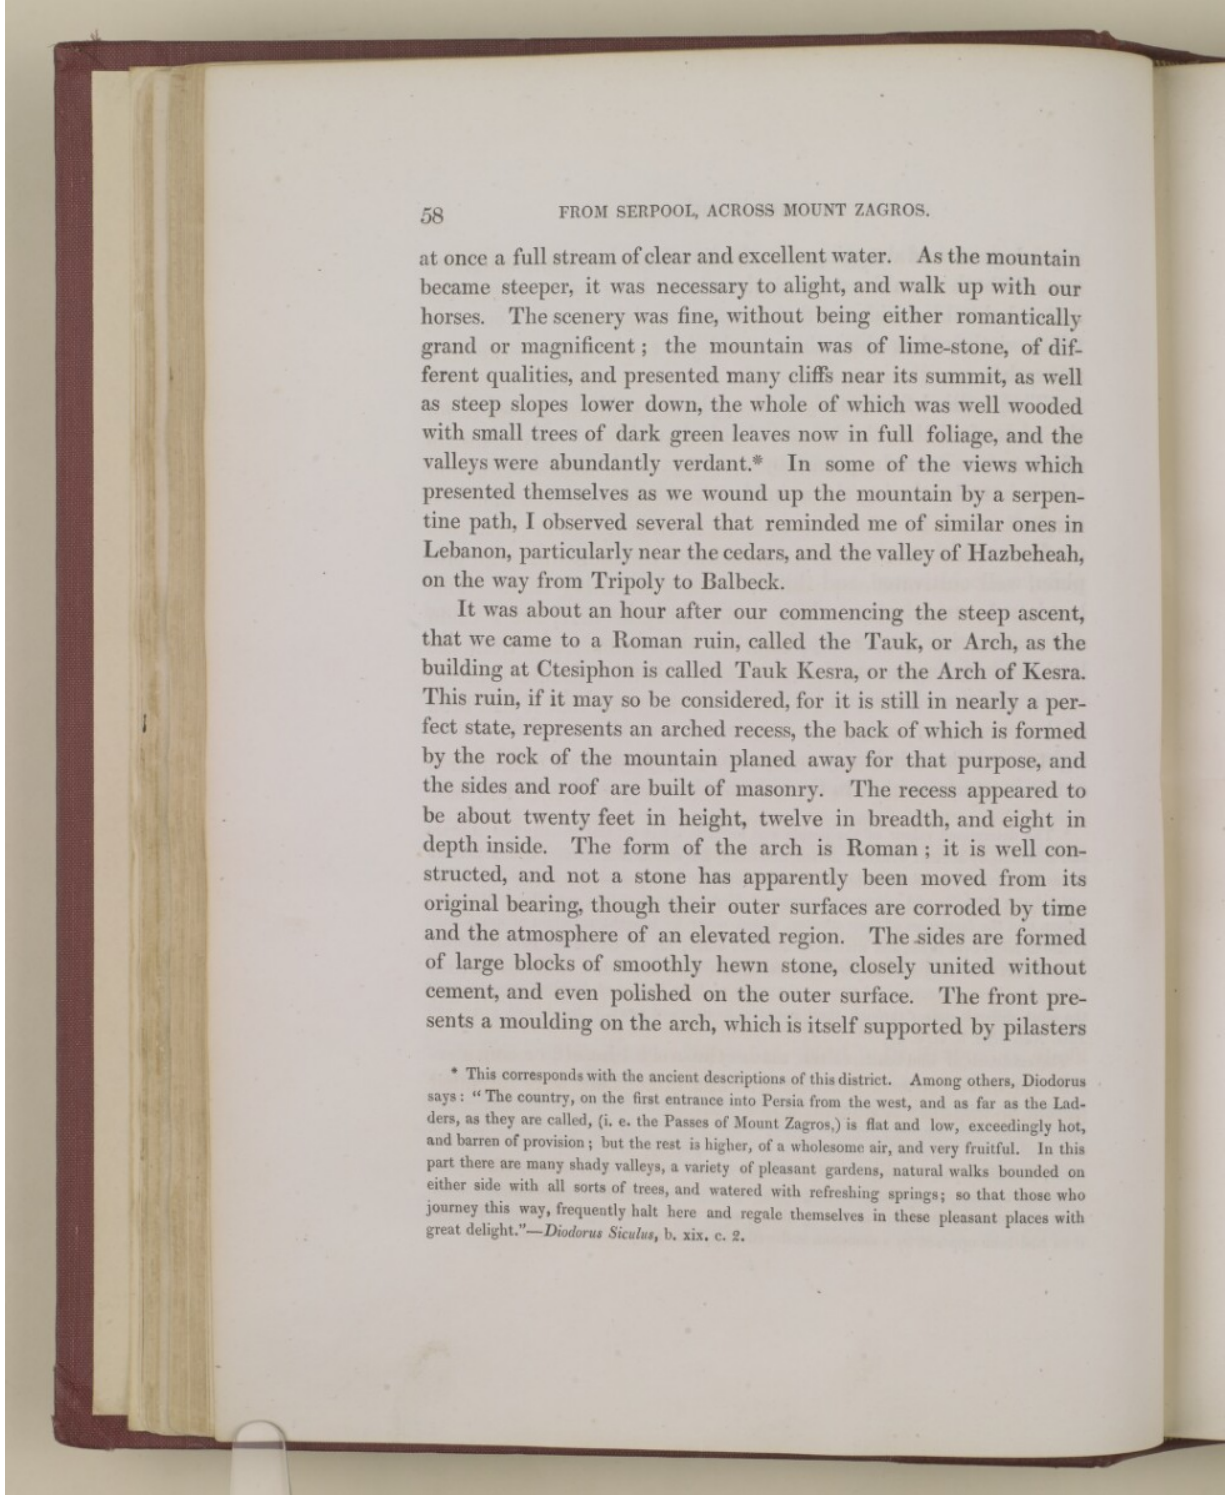 58 FROM SERPOOL, ACROSS MOUNT ZAGROS.
at once a full stream of clear and excellent water. As the mountain
became steeper, it was necessary to alight, and walk up with our
horses. The scenery was fine, without being either romantically
grand or magnificent; the mountain was of lime-stone, of dif-
ferent qualities, and presented many cliffs near its summit, as well
as steep slopes lower down, the whole of which was well wooded
with small trees of dark green leaves now in full foliage, and the
valleys were abundantly verdant.* In some of the views which
presented themselves as we wound up the mountain by a serpen-
tine path, I observed several that reminded me of similar ones in
Lebanon, particularly near the cedars, and the valley of Hazbeheah,
on the way from Tripoly to Balbeck.
It was about an hour after our commencing the steep ascent,
that we came to a Roman ruin, called the Tauk, or Arch, as the
building at Ctesiphon is called Tauk Kesra, or the Arch of Kesra.
This ruin, if it may so be considered, for it is still in nearly a per-
fect state, represents an arched recess, the back of which is formed
by the rock of the mountain planed away for that purpose, and
the sides and roof are built of masonry. The recess appeared to
be about twenty feet in height, twelve in breadth, and eight in
depth inside. The form of the arch is Roman; it is well con-
structed, and not a stone has apparently been moved from its
original bearing, though their outer surfaces are corroded by time
and the atmosphere of an elevated region. The sides are formed
of large blocks of smoothly hewn stone, closely united without
cement, and even polished on the outer surface. The front pre-
sents a moulding on the arch, which is itself supported by pilasters
* This corresponds with the ancient descriptions of this district. Among others, Diodorus
says: "The country, on the first entrance into Persia from the west, and as far as the Lad-
ders, as they are called, (i. e. the Passes of Mount Zagros,) is flat and low, exceedingly hot,
and barren of provision; but the rest is higher, of a wholesome air, and very fruitful. In this
part there are many shady valleys, a variety of pleasant gardens, natural walks bounded on
either side with all sorts of trees, and watered with refreshing springs; so that those who
journey this way, frequently halt here and regale themselves in these pleasant places with
great delight."—Diodorus Siculus, b. xix. c. 2.